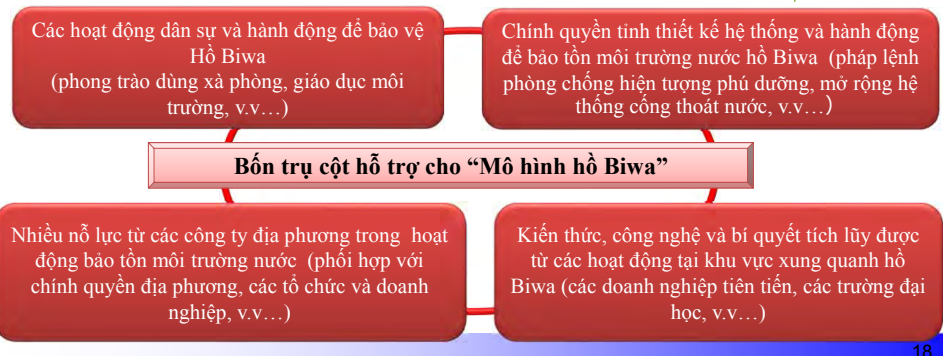 Các hoạt động dân sự và hành động để bảo vệ
Hồ Biwa
(phong trào dùng xà phòng, giáo dục môi
trường, v.v…)
Chính quyền tỉnh thiết kế hệ thống và hành động
để bảo tồn môi trường nước hồ Biwa (pháp lệnh
phòng chống hiện tượng phú dưỡng, mở rộng hệ
thống cống thoát nước, v.v…)
Bốn trụ cột hỗ trợ cho “Mô hình hồ Biwa”
Nhiều nỗ lực từ các công ty địa phương trong hoạt
động bảo tồn môi trường nước (phối hợp với
chính quyền địa phương, các tổ chức và doanh
nghiệp, v.v…)
Kiến thức, công nghệ và bí quyết tích lũy được
từ các hoạt động tại khu vực xung quanh hồ
Biwa (các doanh nghiệp tiên tiến, các trường đại
học, v.v…)
18